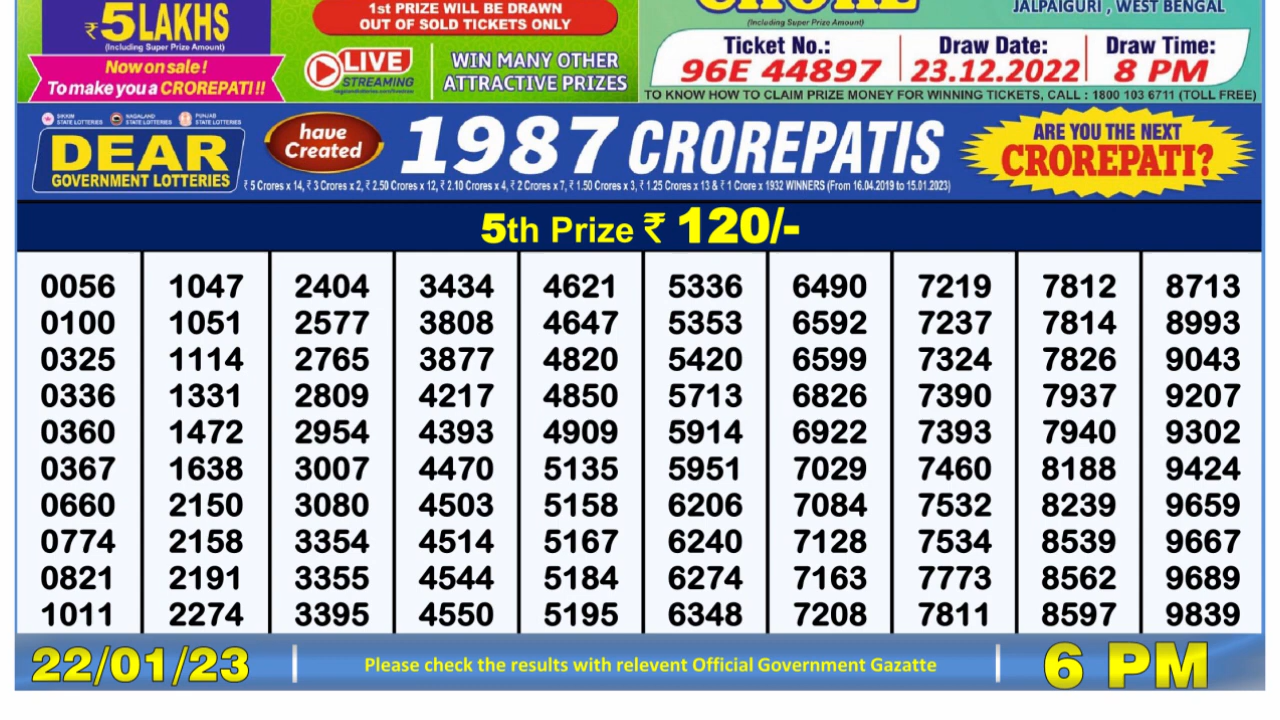 ₹5LAKHS
(Including Super Prize Amount)
Now on sale!
To make you a CROREPATI !!
1st PRIZE WILL BE DRAWN
OUT OF SOLD TICKETS ONLY
LIVE
STREAMING
WIN MANY OTHER
ATTRACTIVE PRIZES
CRORE
(Including Super Prize Amount)
JALPAIGURI , WEST BENGAL
Ticket No.: Draw Date: Draw Time:
96E 44897 23.12.2022 8 PM
TO KNOW HOW TO CLAIM PRIZE MONEY FOR WINNING TICKETS, CALL : 1800 103 6711 (TOLL FREE)
SIKKIM STATE LOTTERIES NAGALAND STATE LOTTERIES PUNJAB STATE LOTTERIES
DEAR
GOVERNMENT LOTTERIES
have
Created
1987 CROREPATIS
₹ 5 Crores x 14, ₹ 3 Crores x 2, ₹ 2.50 Crores x 12, ₹ 2.10 Crores x 4, ₹ 2 Crores x 7, ₹ 1.50 Crores x 3, ₹ 1.25 Crores x 13 & ₹ 1 Crore x 1932 WINNERS (From 16.04.2019 to 15.01.2023)
ARE YOU THE NEXT
CROREPATI?
5th Prize ₹ 120/-
0056 1047 2404 3434 4621 5336 6490 7219 7812 8713
0100 1051 2577 3808 4647 5353 6592 7237 7814 8993
0325 1114 2765 3877 4820 5420 6599 7324 7826 9043
0336 1331 2809 4217 4850 5713 6826 7390 7937 9207
0360 1472 2954 4393 4909 5914 6922 7393 7940 9302
0367 1638 3007 4470 5135 5951 7029 7460 8188 9424
0660 2150 3080 4503 5158 6206 7084 7532 8239 9659
0774 2158 3354 4514 5167 6240 7128 7534 8539 9667
0821 2191 3355 4544 5184 6274 7163 7773 8562 9689
1011 2274 3395 4550 5195 6348 7208 7811 8597 9839
22/01/23 Please check the results with relevent Official Government Gazatte 6 PM